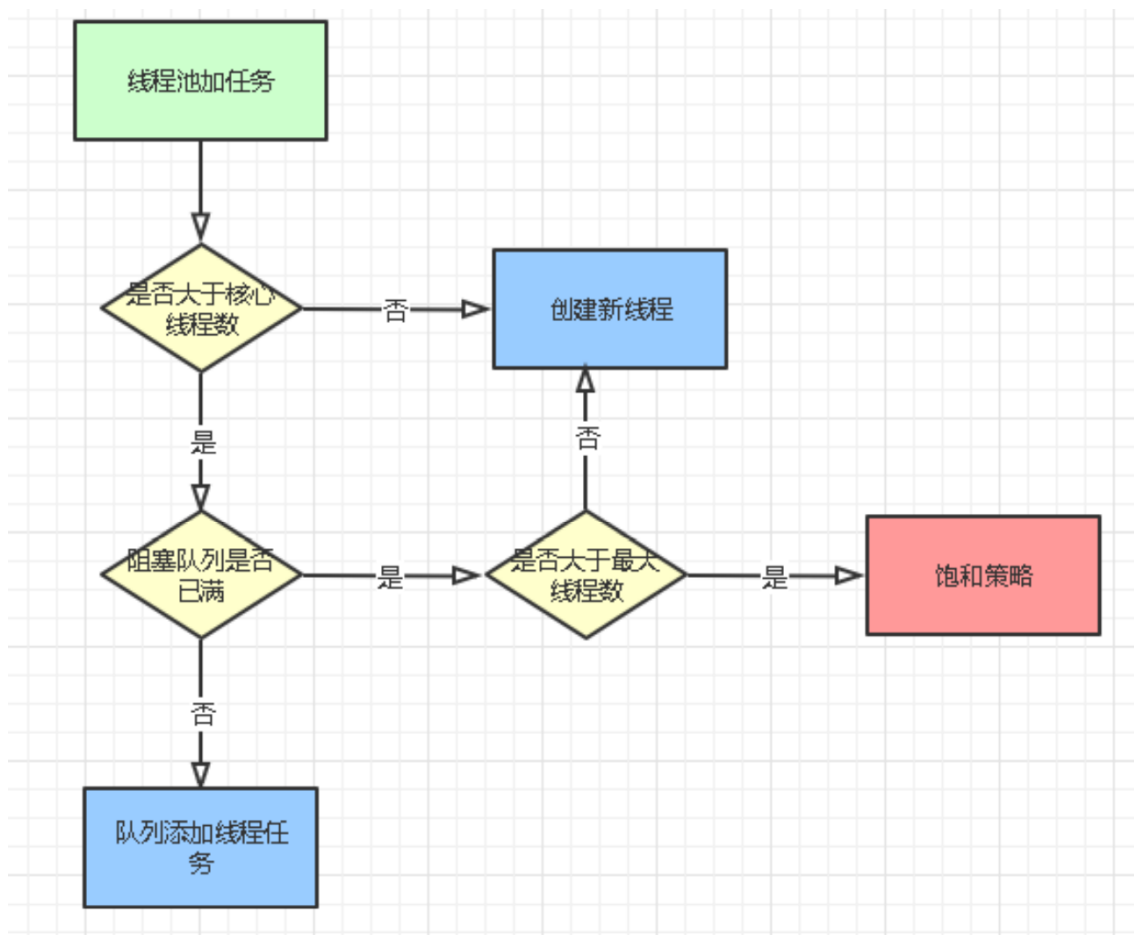 线程池加任务
是否大于核心
线程数
否
创建新线程
是
否
阻塞队列是否
已满
是
是否大于最大
线程数
是
饱和策略
否
队列添加线程任
务